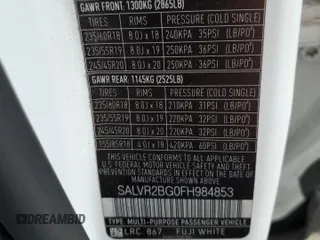 GAWR FRONT: 1300KG (2865LB)
TIRES RIMS PRESSURE (COLD)
235/60R18 8.0J x 18 240KPA 35PSI (LB/PO²)
235/55R19 8.0J x 19 250KPA 36PSI (LB/PO²)
245/45R20 8.0J x 20 250KPA 36PSI (LB/PO²)
GAWR REAR: 1145KG (2525LB)
TIRES RIMS PRESSURE (COLD)
235/60R18 8.0J x 18 210KPA 31PSI (LB/PO²)
235/55R19 8.0J x 19 220KPA 32PSI (LB/PO²)
245/45R20 8.0J x 20 220KPA 32PSI (LB/PO²)
155/85R18 4.0J x 18 420KPA 60PSI (LB/PO²)
THIS VEHICLE CONFORMS TO ALL APPLICABLE
U.S. FEDERAL MOTOR VEHICLE SAFETY
AND THEFT PREVENTION STANDARDS IN EFFECT
ON THE DATE OF MANUFACTURE SHOWN ABOVE
SALVR2BG0FH984853
TYPE: MULTI-PURPOSE PASSENGER VEHICLE
LRC: 867 FUJI WHITE
AUTOBIDMASTER